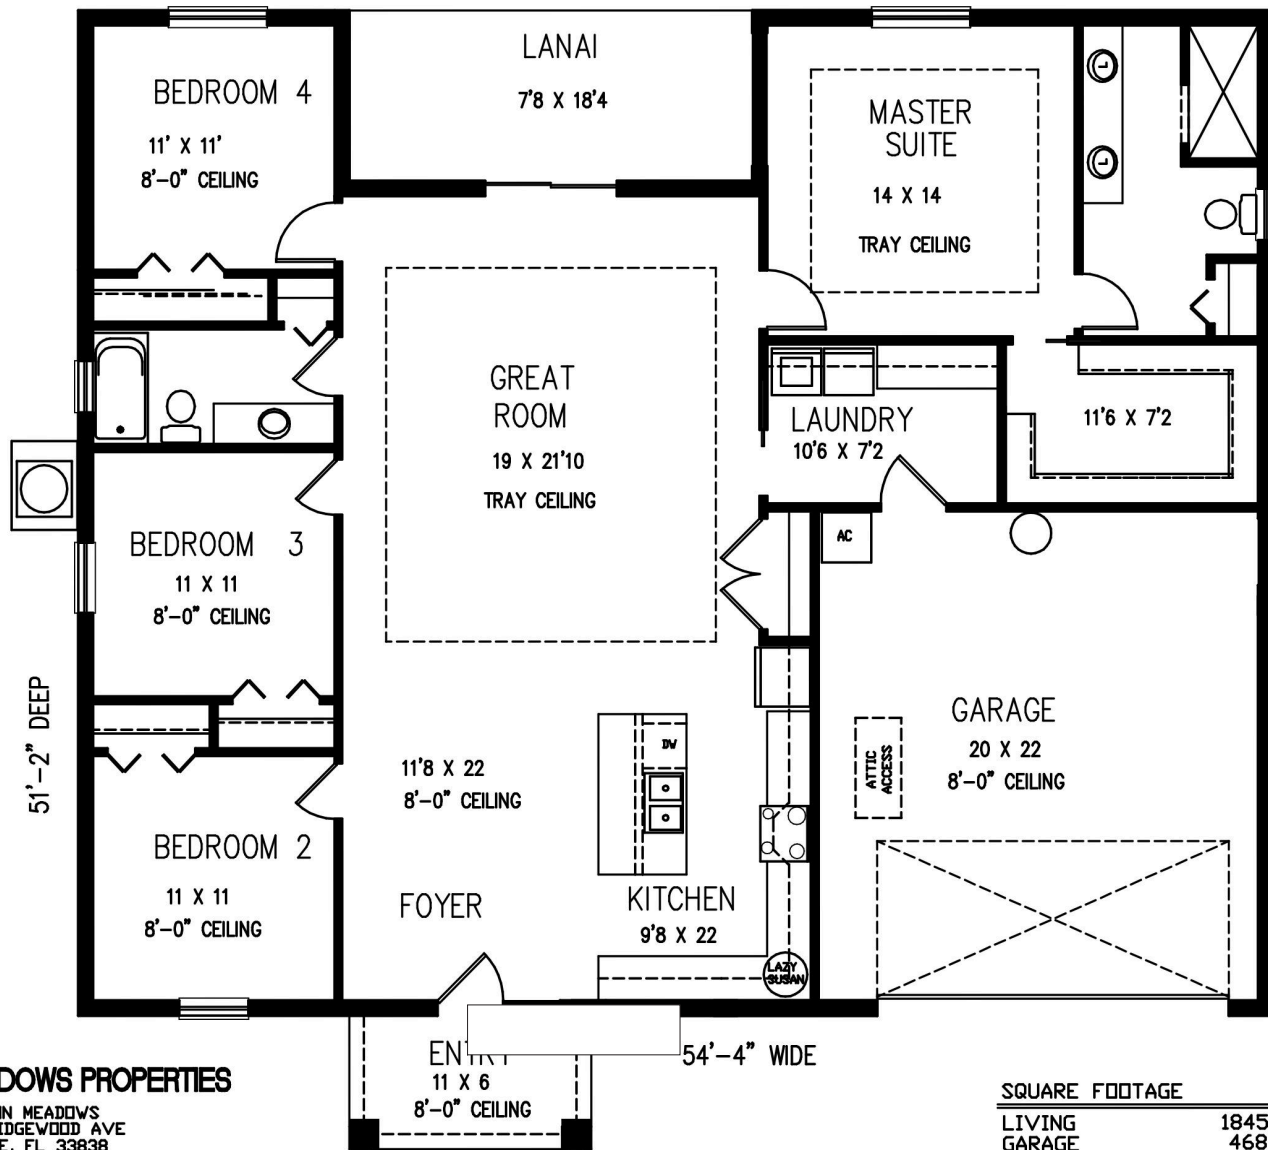 LANAI
7'8 X 18'4
BEDROOM 4
11' X 11'
8'-0" CEILING
MASTER
SUITE
14 X 14
TRAY CEILING
GREAT
ROOM
19 X 21'10
TRAY CEILING
LAUNDRY
10'6 X 7'2
11'6 X 7'2
BEDROOM 3
11 X 11
8'-0" CEILING
AC
51'-2" DEEP
11'8 X 22
8'-0" CEILING
DW
ATTIC
ACCESS
GARAGE
20 X 22
8'-0" CEILING
BEDROOM 2
11 X 11
8'-0" CEILING
FOYER
KITCHEN
9'8 X 22
LAZY
SUSAN
ENTRY
11 X 6
8'-0" CEILING
54'-4" WIDE
DOWS PROPERTIES
IN MEADOWS
IDGEWOOD AVE
E, FL 33838
SQUARE FOOTAGE
LIVING 1845
GARAGE 468